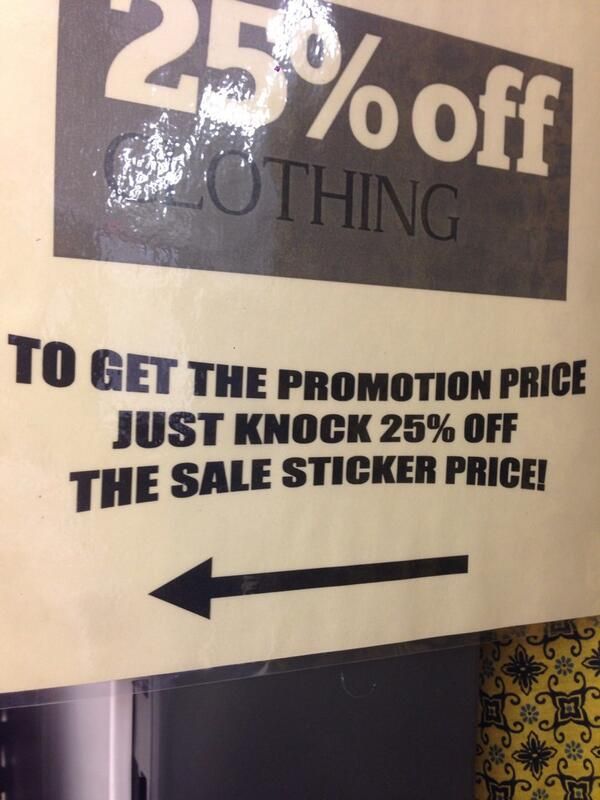 25% off
CLOTHING
TO GET THE PROMOTION PRICE
JUST KNOCK 25% OFF
THE SALE STICKER PRICE!